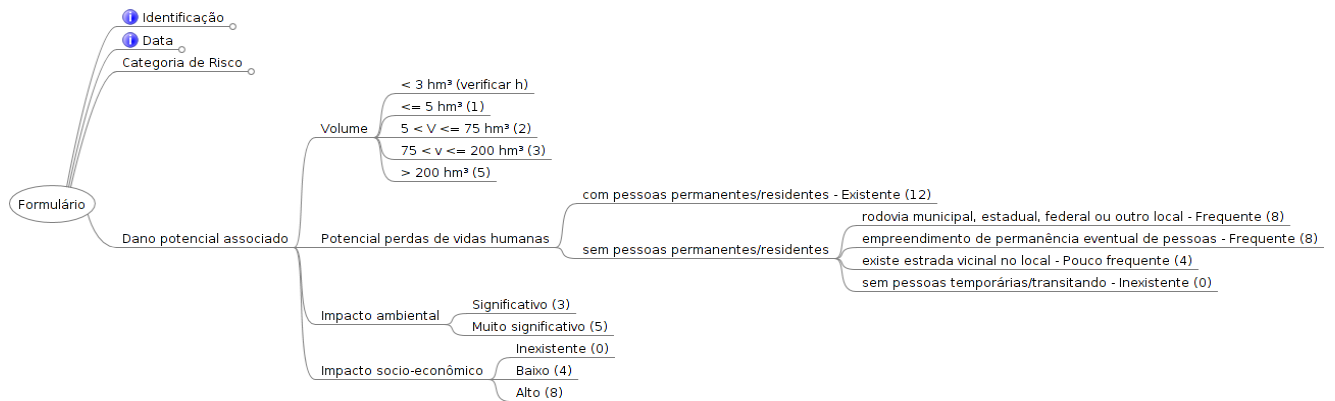 Identificação
Data
Categoria de Risco
Formulário
Dano potencial associado
Volume
< 3 hm³ (verificar h)
<= 5 hm³ (1)
5 < V <= 75 hm³ (2)
75 < v <= 200 hm³ (3)
> 200 hm³ (5)
Potencial perdas de vidas humanas
com pessoas permanentes/residentes - Existente (12)
sem pessoas permanentes/residentes
rodovia municipal, estadual, federal ou outro local - Frequente (8)
empreendimento de permanência eventual de pessoas - Frequente (8)
existe estrada vicinal no local - Pouco frequente (4)
sem pessoas temporárias/transitando - Inexistente (0)
Impacto ambiental
Significativo (3)
Muito significativo (5)
Impacto socio-econômico
Inexistente (0)
Baixo (4)
Alto (8)